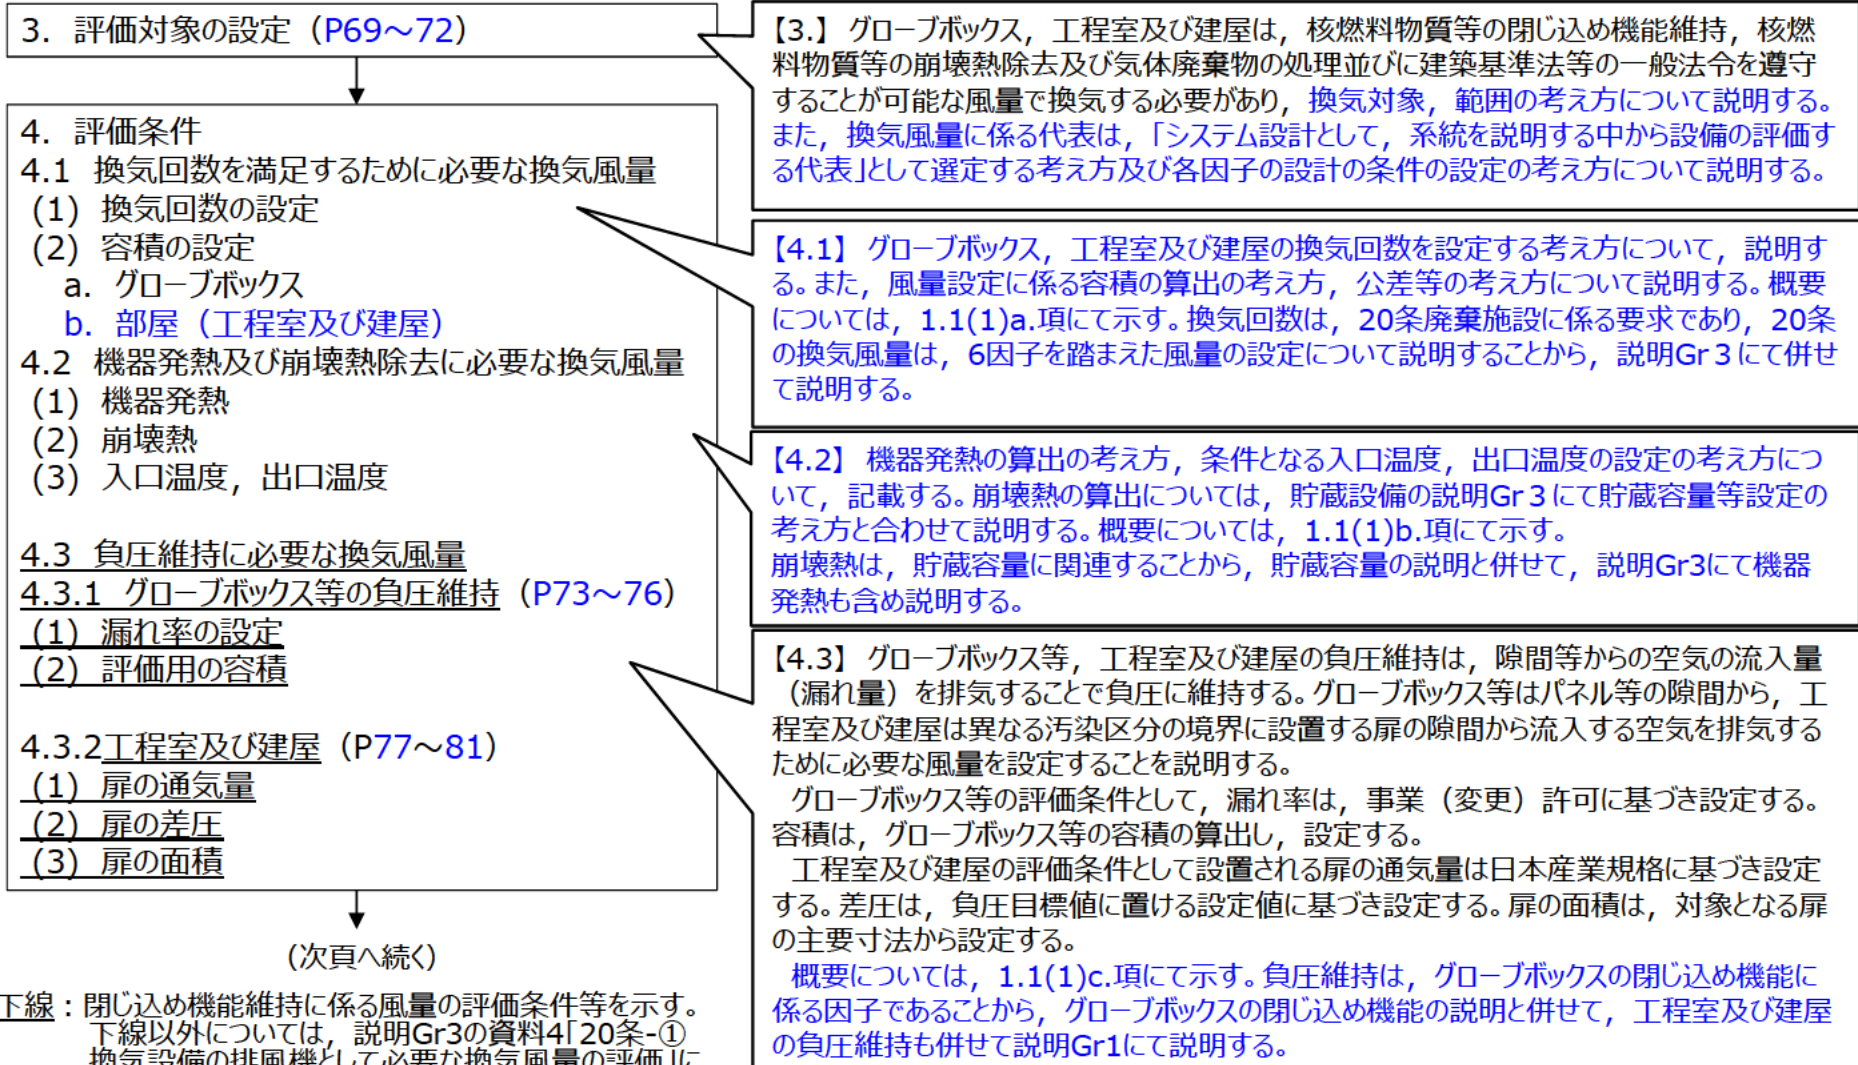 3. 評価対象の設定（P69～72）
4. 評価条件
4.1 換気回数を満足するために必要な換気風量
(1) 換気回数の設定
(2) 容積の設定
a. グローブボックス
b. 部屋（工程室及び建屋）
4.2 機器発熱及び崩壊熱除去に必要な換気風量
(1) 機器発熱
(2) 崩壊熱
(3) 入口温度，出口温度
4.3 負圧維持に必要な換気風量
4.3.1 グローブボックス等の負圧維持（P73～76）
(1) 漏れ率の設定
(2) 評価用の容積
4.3.2工程室及び建屋（P77～81）
(1) 扉の通気量
(2) 扉の差圧
(3) 扉の面積
(次頁へ続く)
下線：閉じ込め機能維持に係る風量の評価条件等を示す。
下線以外については，説明Gr3の資料4「20条-①
換気設備の排風機として必要な換気風量の評価」に
【3.】グローブボックス，工程室及び建屋は，核燃料物質等の閉じ込め機能維持，核燃
料物質等の崩壊熱除去及び気体廃棄物の処理並びに建築基準法等の一般法令を遵守
することが可能な風量で換気する必要があり，換気対象，範囲の考え方について説明する。
また，換気風量に係る代表は，「システム設計として，系統を説明する中から設備の評価す
る代表」として選定する考え方及び各因子の設計の条件の設定の考え方について説明する。
【4.1】グローブボックス，工程室及び建屋の換気回数を設定する考え方について，説明す
る。また，風量設定に係る容積の算出の考え方，公差等の考え方について説明する。概要
については，1.1(1)a.項にて示す。換気回数は，20条廃棄施設に係る要求であり，20条
の換気風量は，6因子を踏まえた風量の設定について説明することから，説明Gr３にて併せ
て説明する。
【4.2】機器発熱の算出の考え方，条件となる入口温度，出口温度の設定の考え方につ
いて，記載する。崩壊熱の算出については，貯蔵設備の説明Gr３にて貯蔵容量等設定の
考え方と合わせて説明する。概要については，1.1(1)b.項にて示す。
崩壊熱は，貯蔵容量に関連することから，貯蔵容量の説明と併せて，説明Gr3にて機器
発熱も含め説明する。
【4.3】グローブボックス等，工程室及び建屋の負圧維持は，隙間等からの空気の流入量
（漏れ量）を排気することで負圧に維持する。グローブボックス等はパネル等の隙間から，工
程室及び建屋は異なる汚染区分の境界に設置する扉の隙間から流入する空気を排気する
ために必要な風量を設定することを説明する。
グローブボックス等の評価条件として，漏れ率は，事業（変更）許可に基づき設定する。
容積は，グローブボックス等の容積の算出し，設定する。
工程室及び建屋の評価条件として設置される扉の通気量は日本産業規格に基づき設定
する。差圧は，負圧目標値に置ける設定値に基づき設定する。扉の面積は，対象となる扉
の主要寸法から設定する。
概要については，1.1(1)c.項にて示す。負圧維持は，グローブボックスの閉じ込め機能に
係る因子であることから，グローブボックスの閉じ込め機能の説明と併せて，工程室及び建屋
の負圧維持も併せて説明Gr1にて説明する。